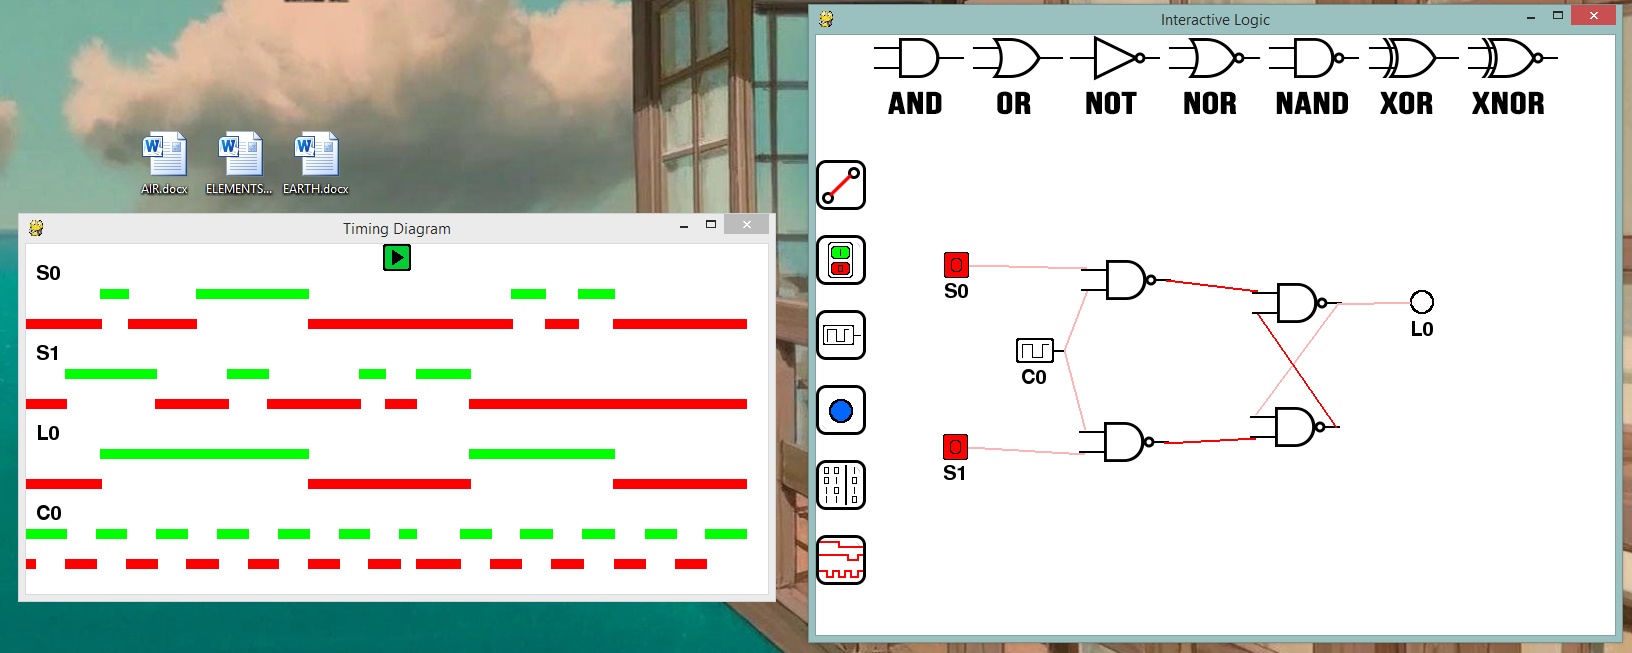 Interactive Logic
AND OR NOT NOR NAND XOR XNOR
AIR.docx ELEMENTS... EARTH.docx
Timing Diagram
S0
S1
L0
C0
S0
C0
L0
S1